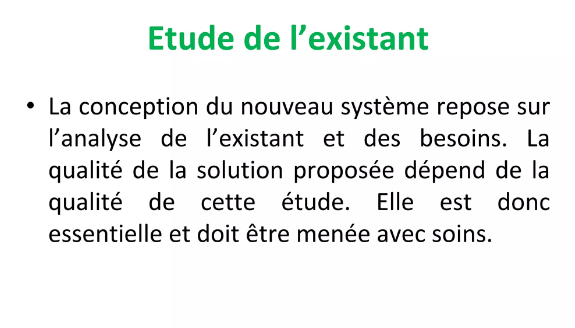 Etude de l’existant
• La conception du nouveau système repose sur
l’analyse de l’existant et des besoins. La
qualité de la solution proposée dépend de la
qualité de cette étude. Elle est donc
essentielle et doit être menée avec soins.